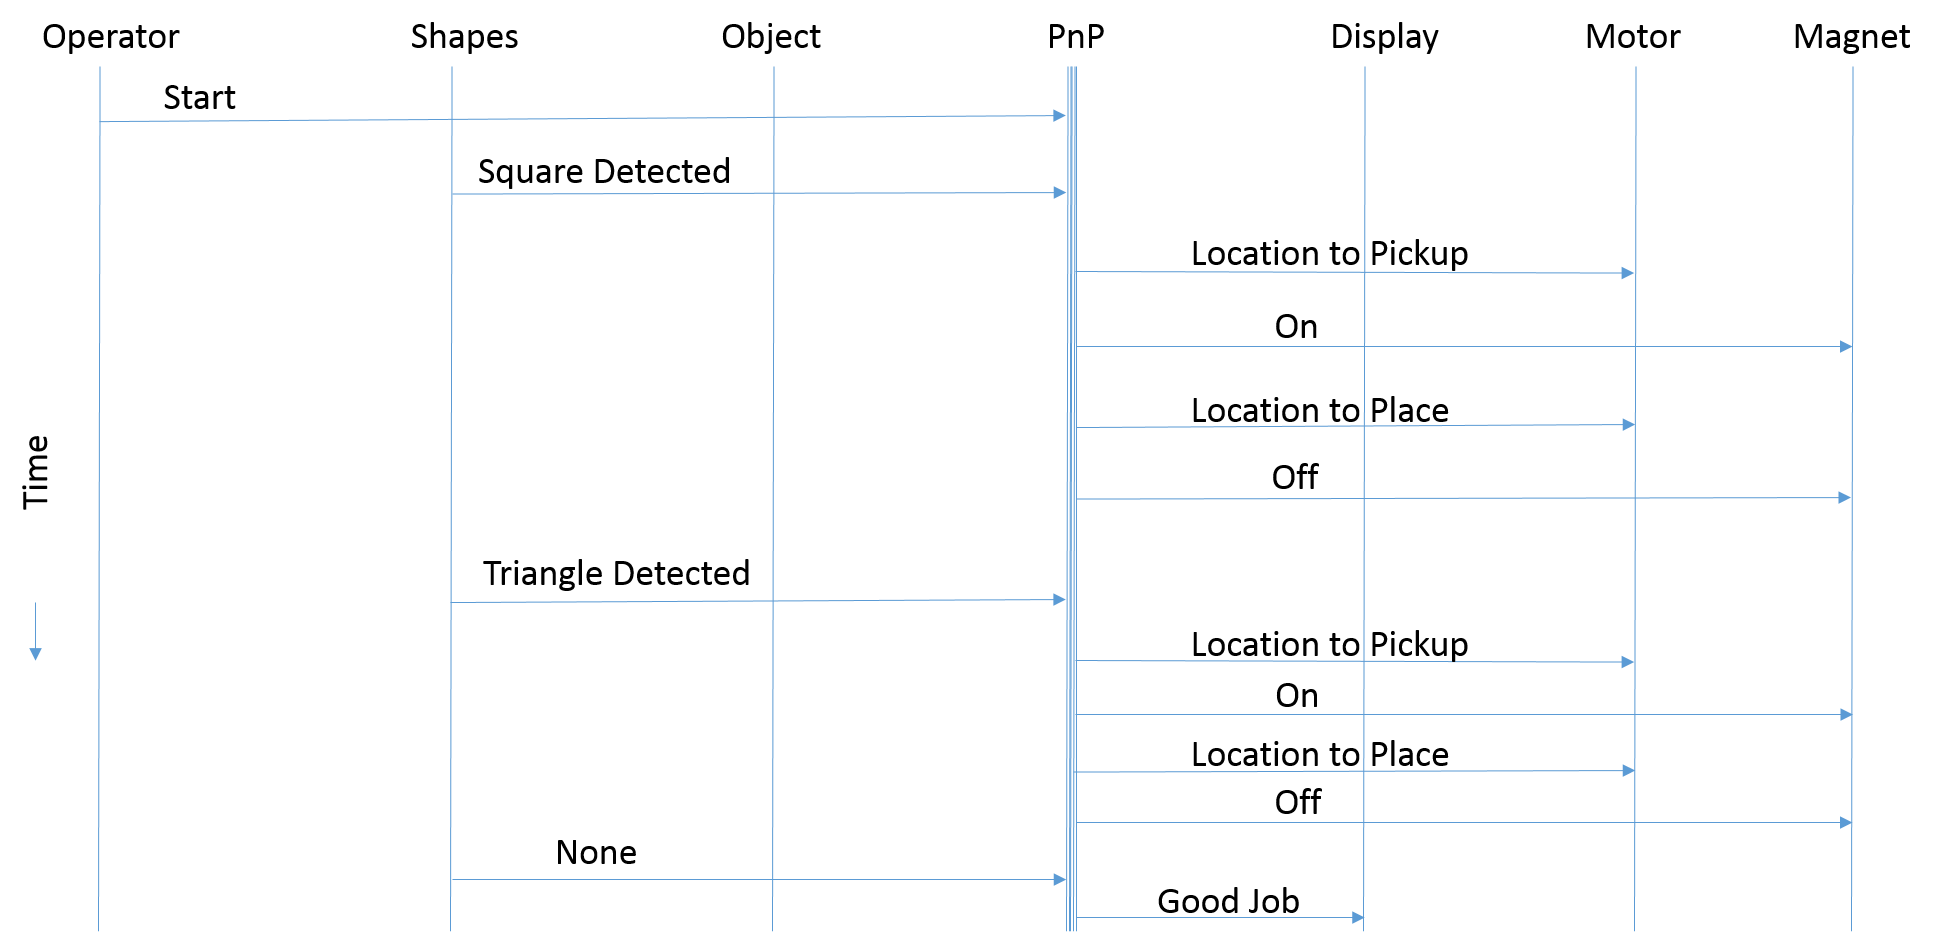 Operator Shapes Object PnP Display Motor Magnet
Start
Square Detected
Location to Pickup
On
Location to Place
Time
Off
Triangle Detected
Location to Pickup
On
Location to Place
Off
None
Good Job